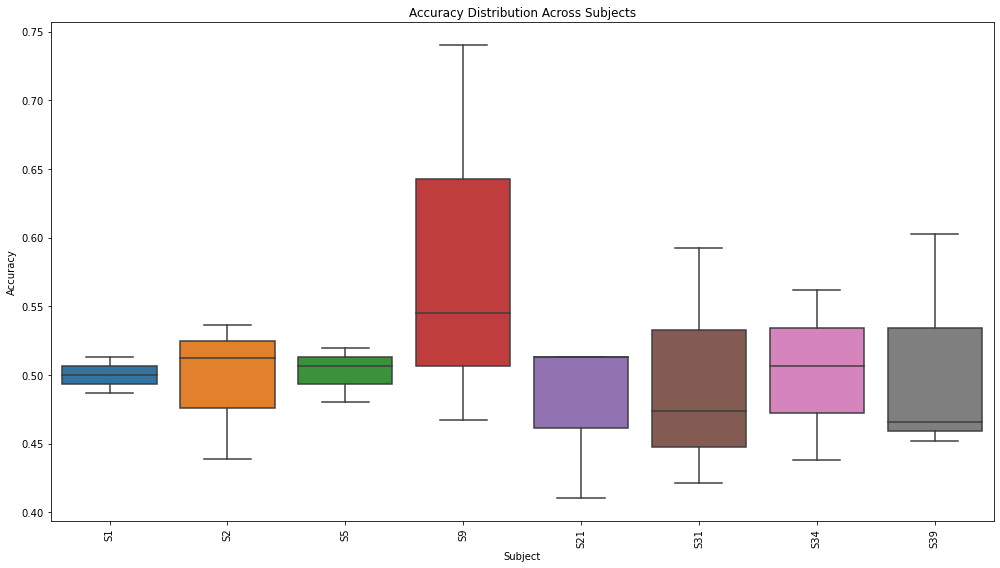 Accuracy Distribution Across Subjects
0.75
0.70
0.65
0.60
0.55
0.50
0.45
0.40
Accuracy
S1
S2
S5
S9
S21
S31
S34
S39
Subject